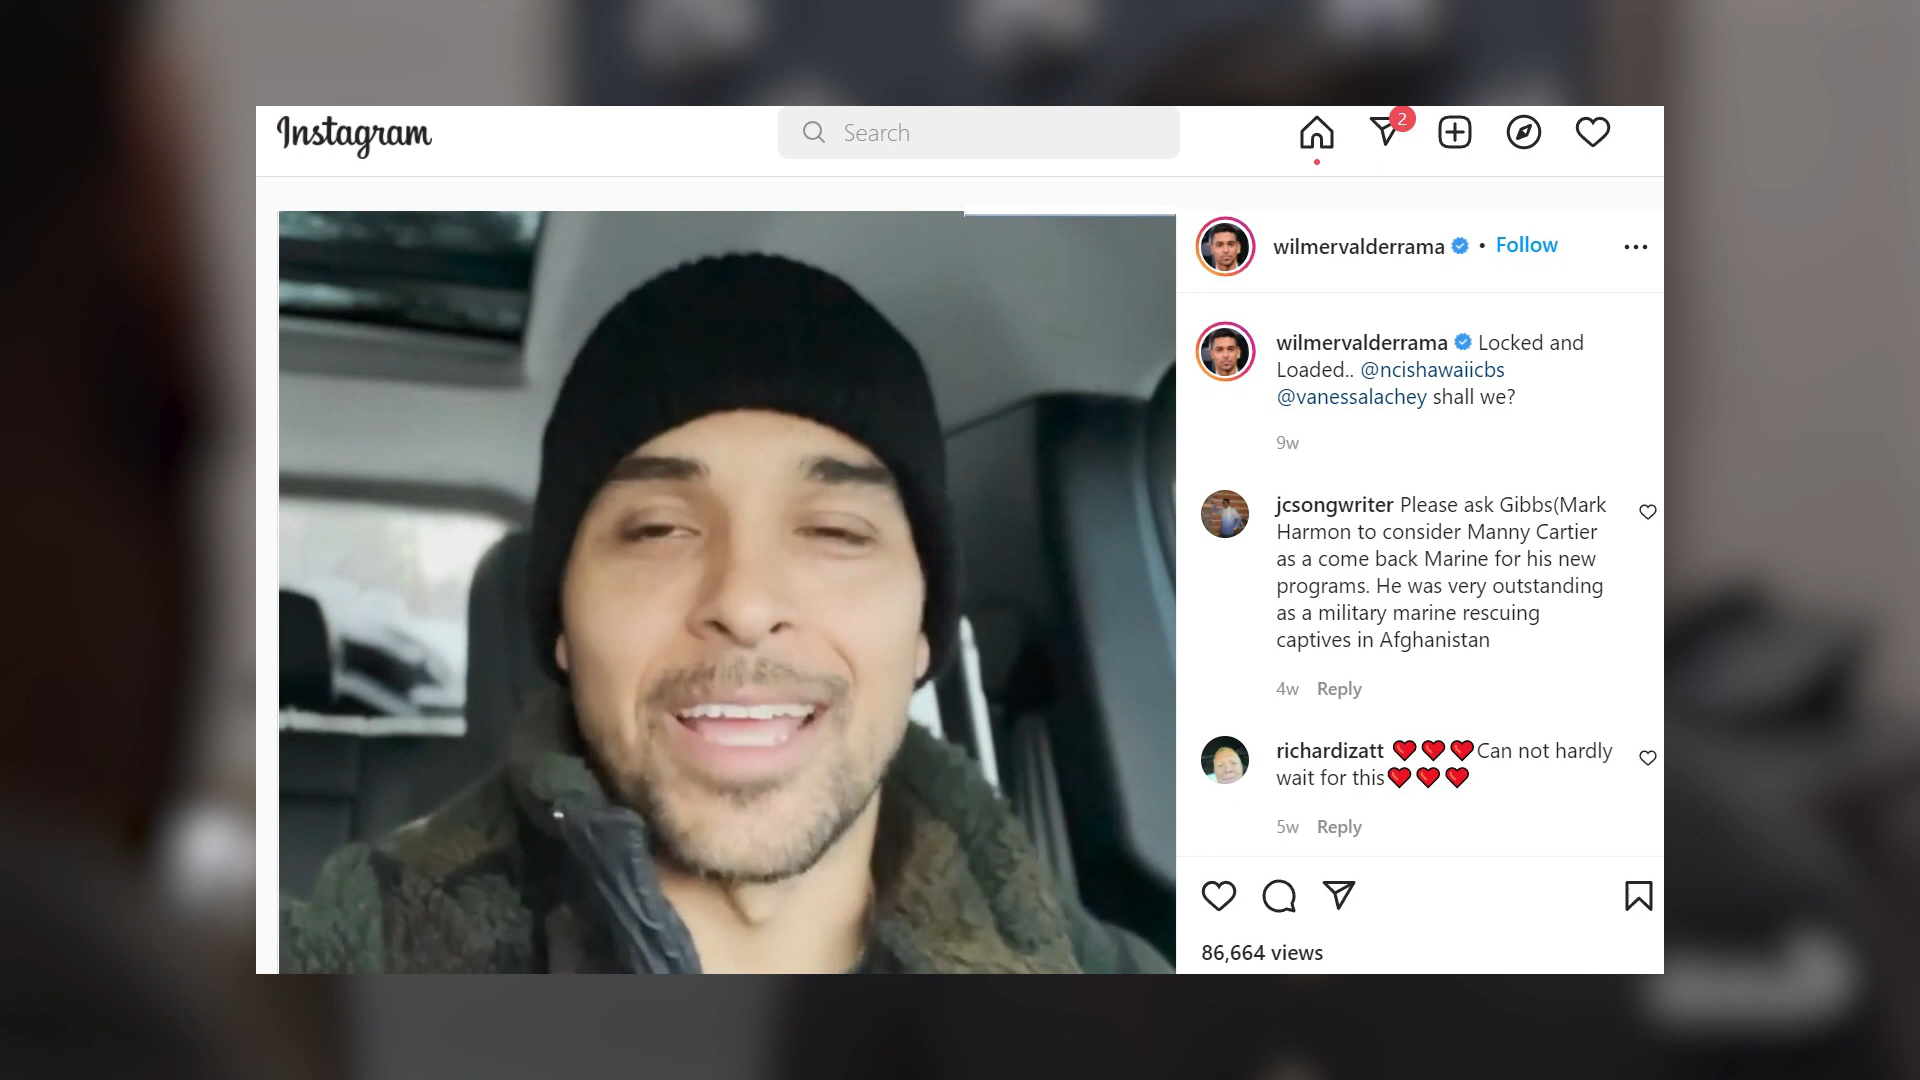 Instagram
Search
2
wilmervalderrama • Follow
wilmervalderrama Locked and
Loaded.. @ncishawaiicbs
@vanessalachey shall we?
9w
jcsongwriter Please ask Gibbs(Mark
Harmon to consider Manny Cartier
as a come back Marine for his new
programs. He was very outstanding
as a military marine rescuing
captives in Afghanistan
4w Reply
richardizatt ❤️❤️❤️Can not hardly
wait for this❤️❤️❤️
5w Reply
86,664 views